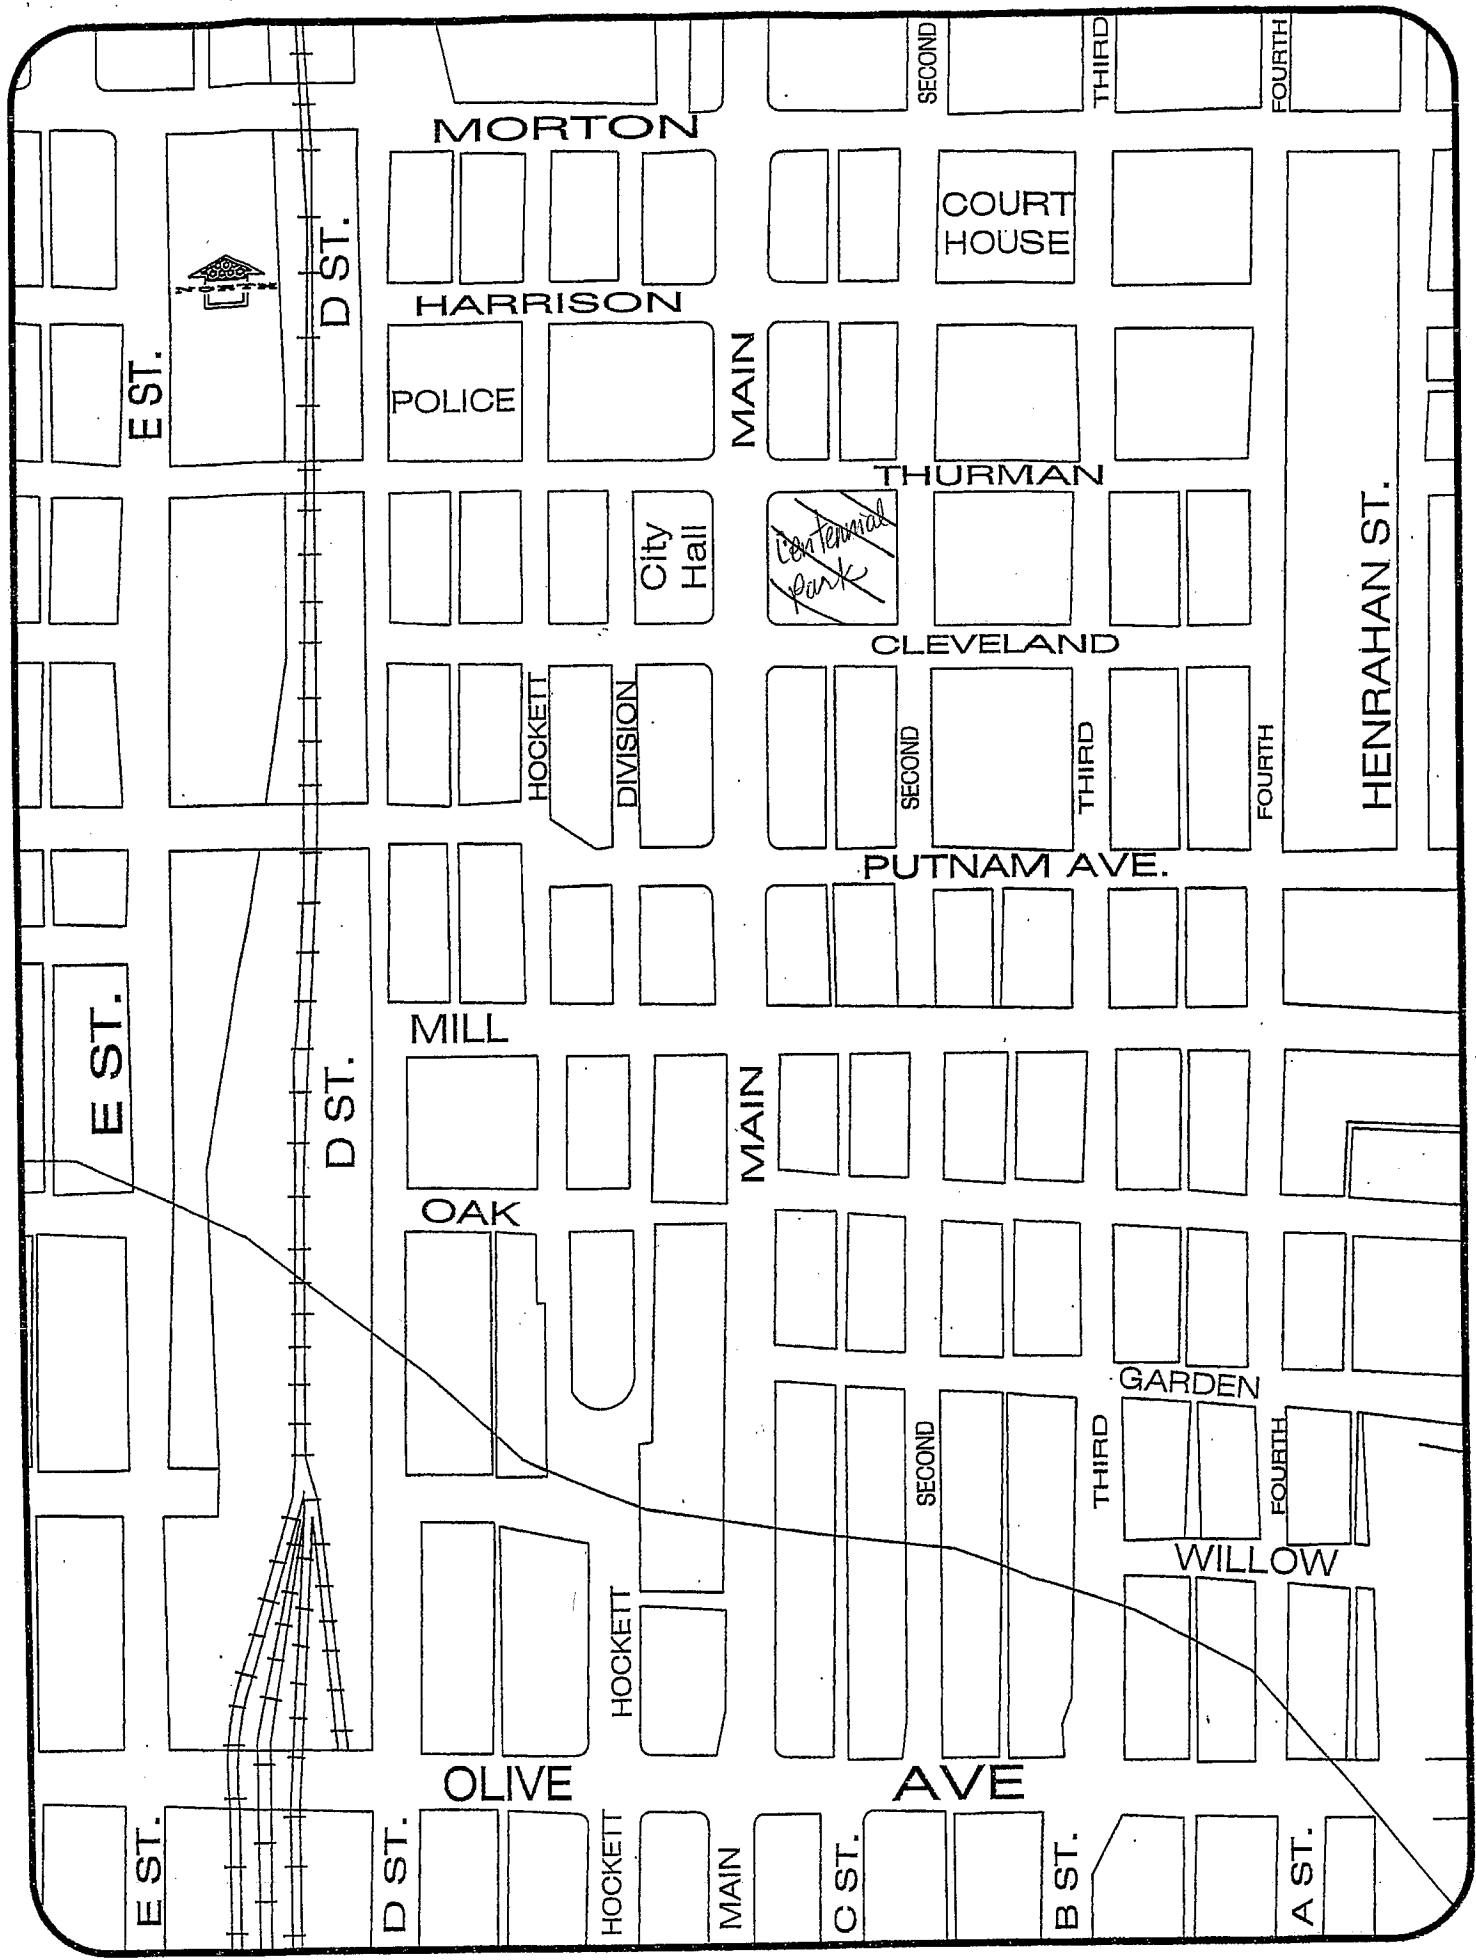 SECOND
THIRD
FOURTH
MORTON
COURT
HOUSE
D ST.
HARRISON
E ST.
POLICE
MAIN
THURMAN
City
Hall
Centennial
Park
HENRAHAN ST.
CLEVELAND
HOCKETT
DIVISION
SECOND
THIRD
FOURTH
PUTNAM AVE.
E ST.
MILL
D ST.
MAIN
OAK
GARDEN
SECOND
THIRD
FOURTH
WILLOW
HOCKETT
OLIVE AVE
E ST.
D ST.
HOCKETT
MAIN
C ST.
B ST.
A ST.